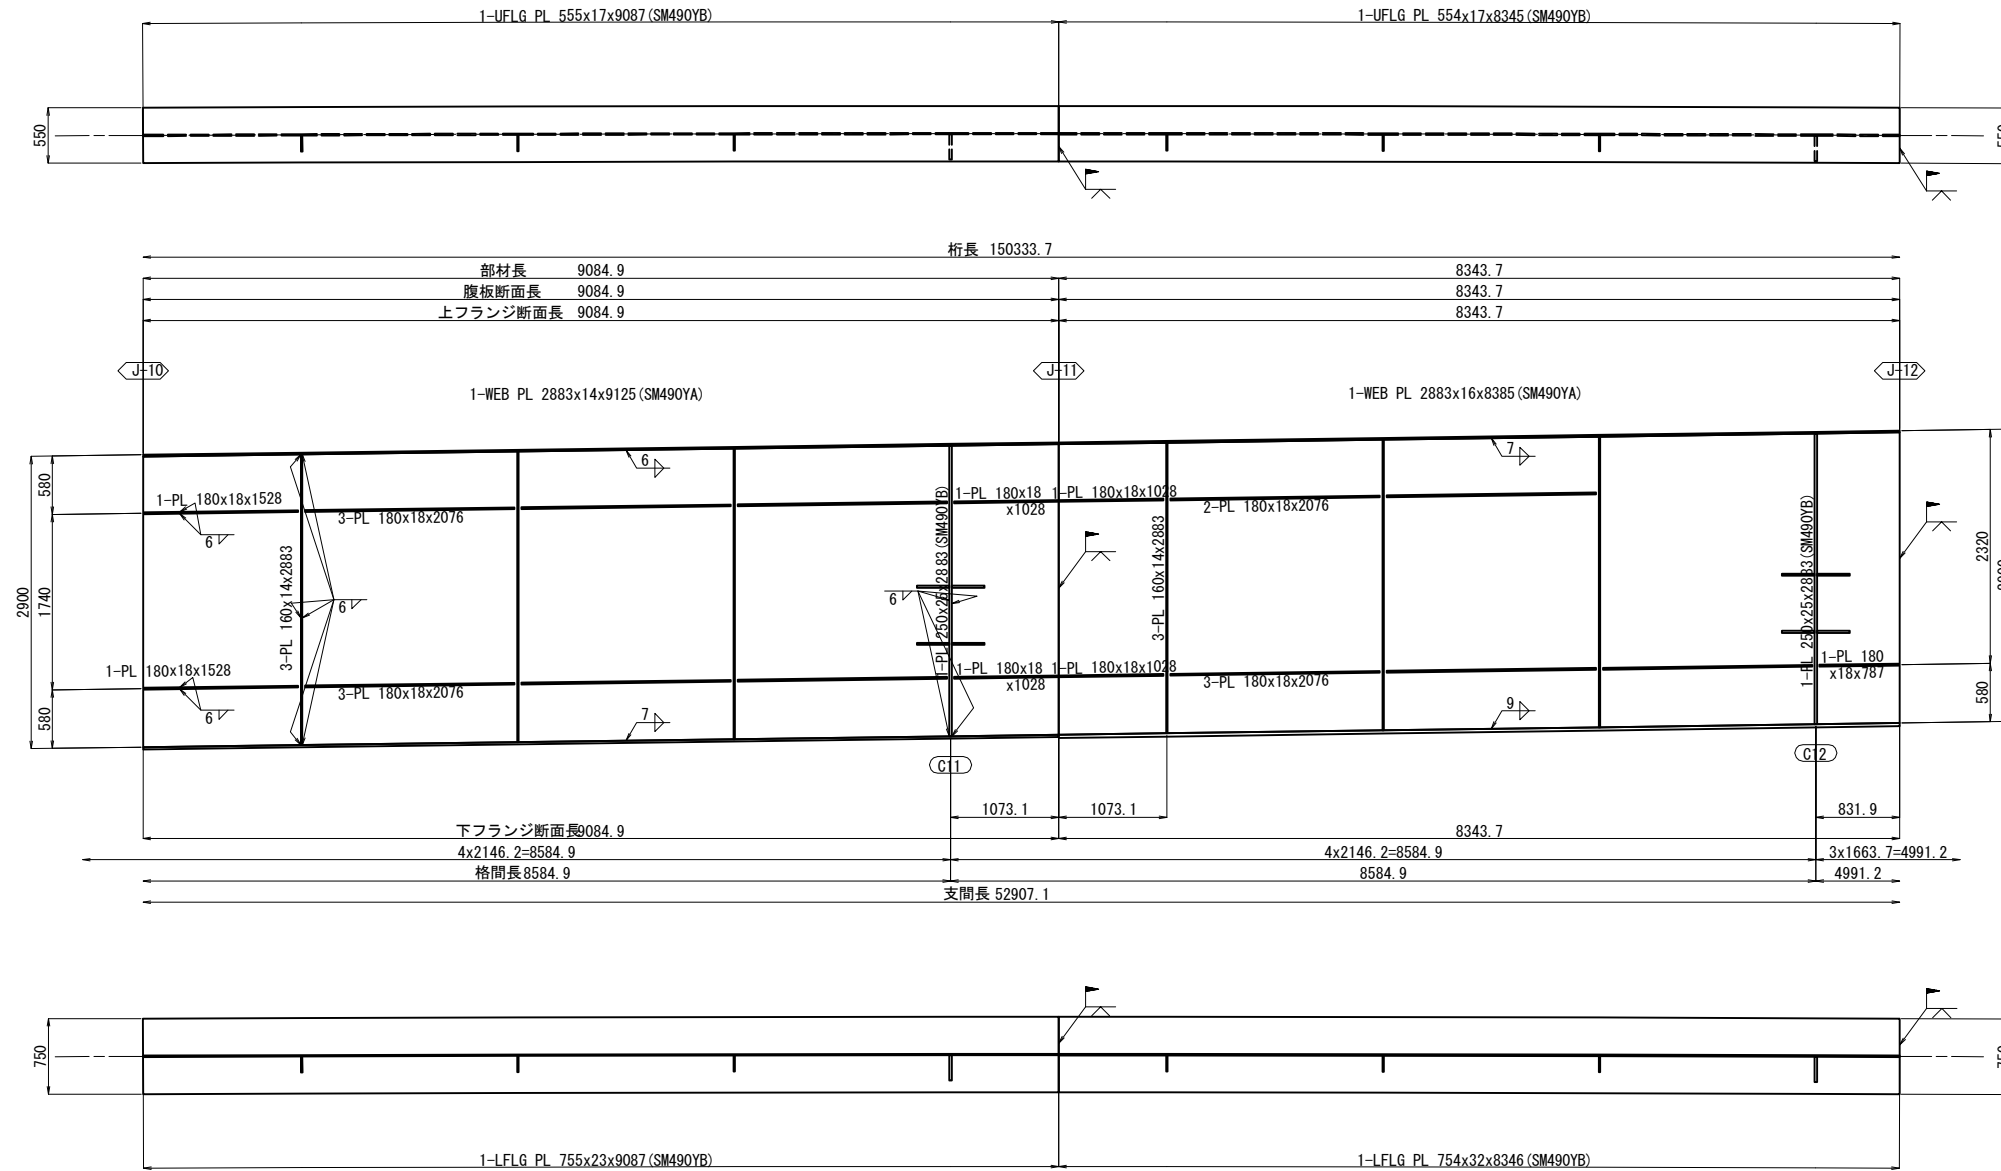 1-UFLG PL 555x17x9087(SM490YB)
1-UFLG PL 554x17x8345(SM490YB)
550
桁長 150333.7
部材長 9084.9
8343.7
腹板断面長 9084.9
8343.7
上フランジ断面長 9084.9
8343.7
J-10
J-11
J-12
1-WEB PL 2883x14x9125(SM490YA)
1-WEB PL 2883x16x8385(SM490YA)
2900
580
1740
580
1-PL 180x18x1528
6
3-PL 180x18x2076
3-PL 160x14x2883
6
6
1-PL 180x18
x1028
1-PL 180x18x1028
7
2-PL 180x18x2076
6
3-PL 160x14x2883
1-PL 250x25x2883(SM490YB)
2320
580
1-PL 180x18x1528
6
3-PL 180x18x2076
7
1-PL 180x18
x1028
1-PL 180x18x1028
3-PL 180x18x2076
9
1-PL 180
x18x787
C11
C12
1073.1
1073.1
831.9
下フランジ断面長9084.9
8343.7
4x2146.2=8584.9
4x2146.2=8584.9
3x1663.7=4991.2
格間長8584.9
8584.9
4991.2
支間長 52907.1
750
1-LFLG PL 755x23x9087(SM490YB)
1-LFLG PL 754x32x8346(SM490YB)